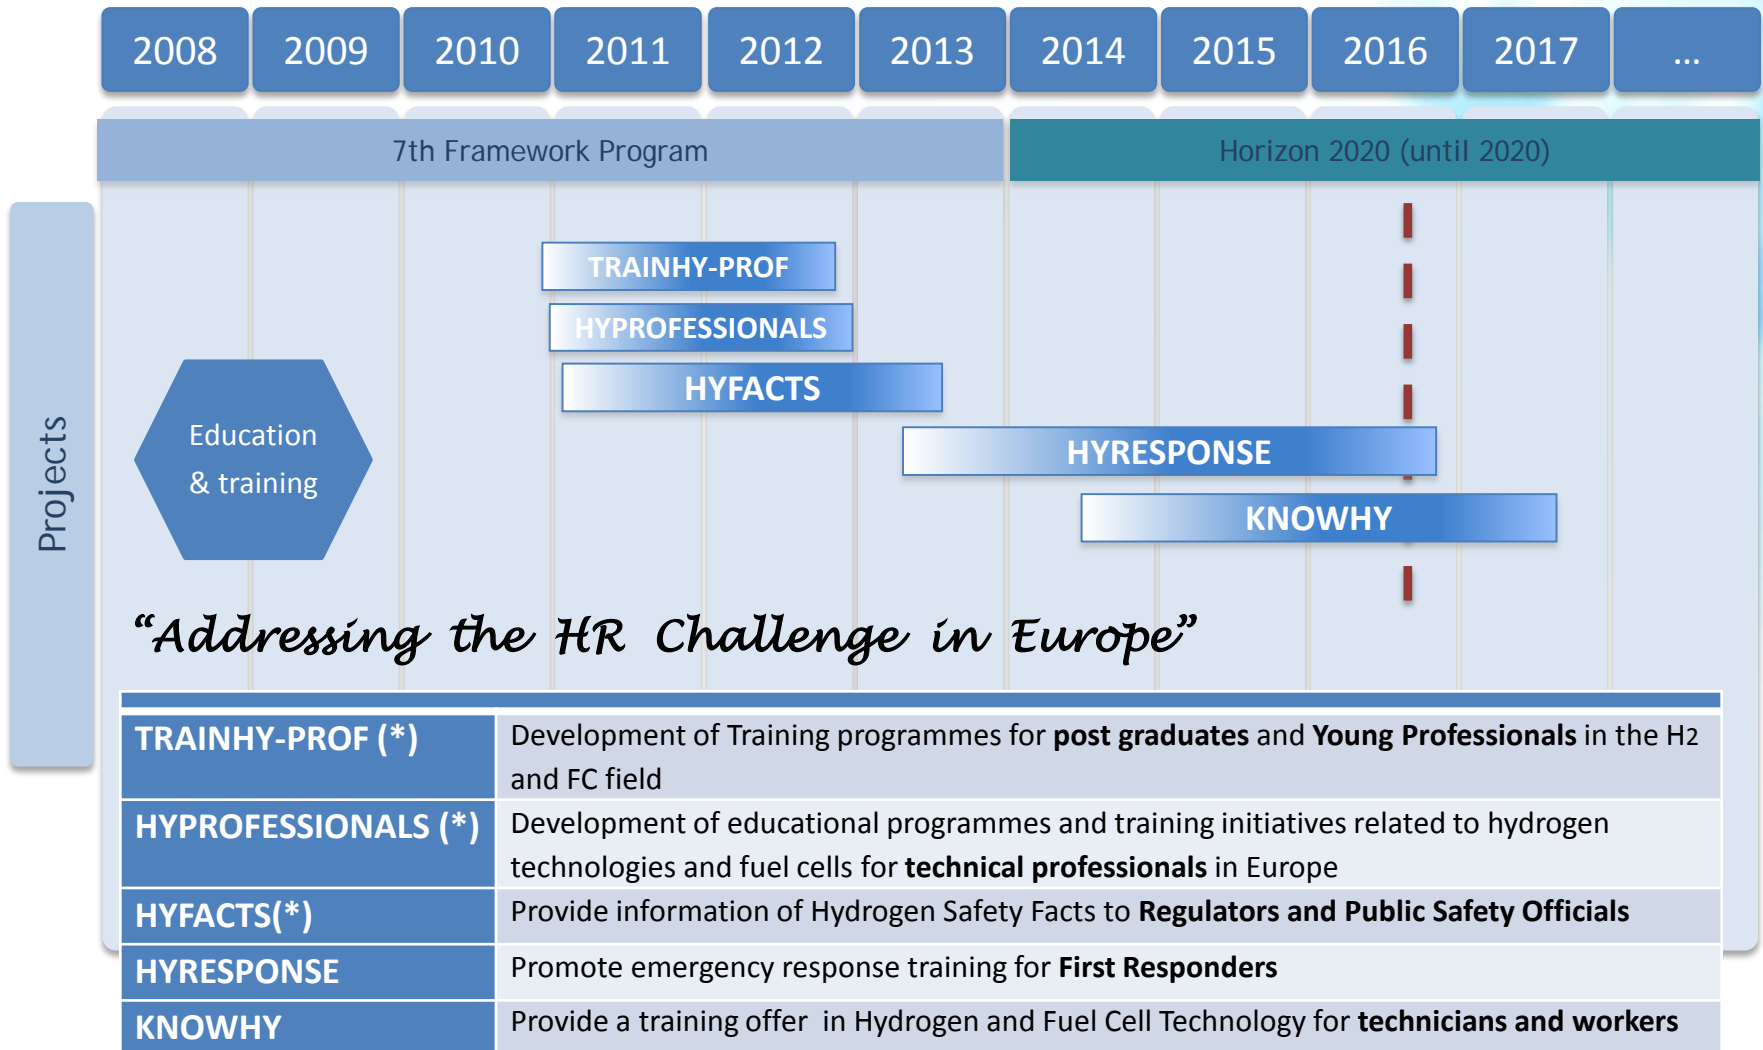 2008 2009 2010 2011 2012 2013 2014 2015 2016 2017 ...
7th Framework Program Horizon 2020 (until 2020)
Projects
TRAINHY-PROF
HYPROFESSIONALS
HYFACTS
HYRESPONSE
KNOWHY
Education
& training
“Addressing the HR Challenge in Europe”
TRAINHY-PROF (*) Development of Training programmes for post graduates and Young Professionals in the H2
and FC field
HYPROFESSIONALS (*) Development of educational programmes and training initiatives related to hydrogen
technologies and fuel cells for technical professionals in Europe
HYFACTS(*) Provide information of Hydrogen Safety Facts to Regulators and Public Safety Officials
HYRESPONSE Promote emergency response training for First Responders
KNOWHY Provide a training offer in Hydrogen and Fuel Cell Technology for technicians and workers